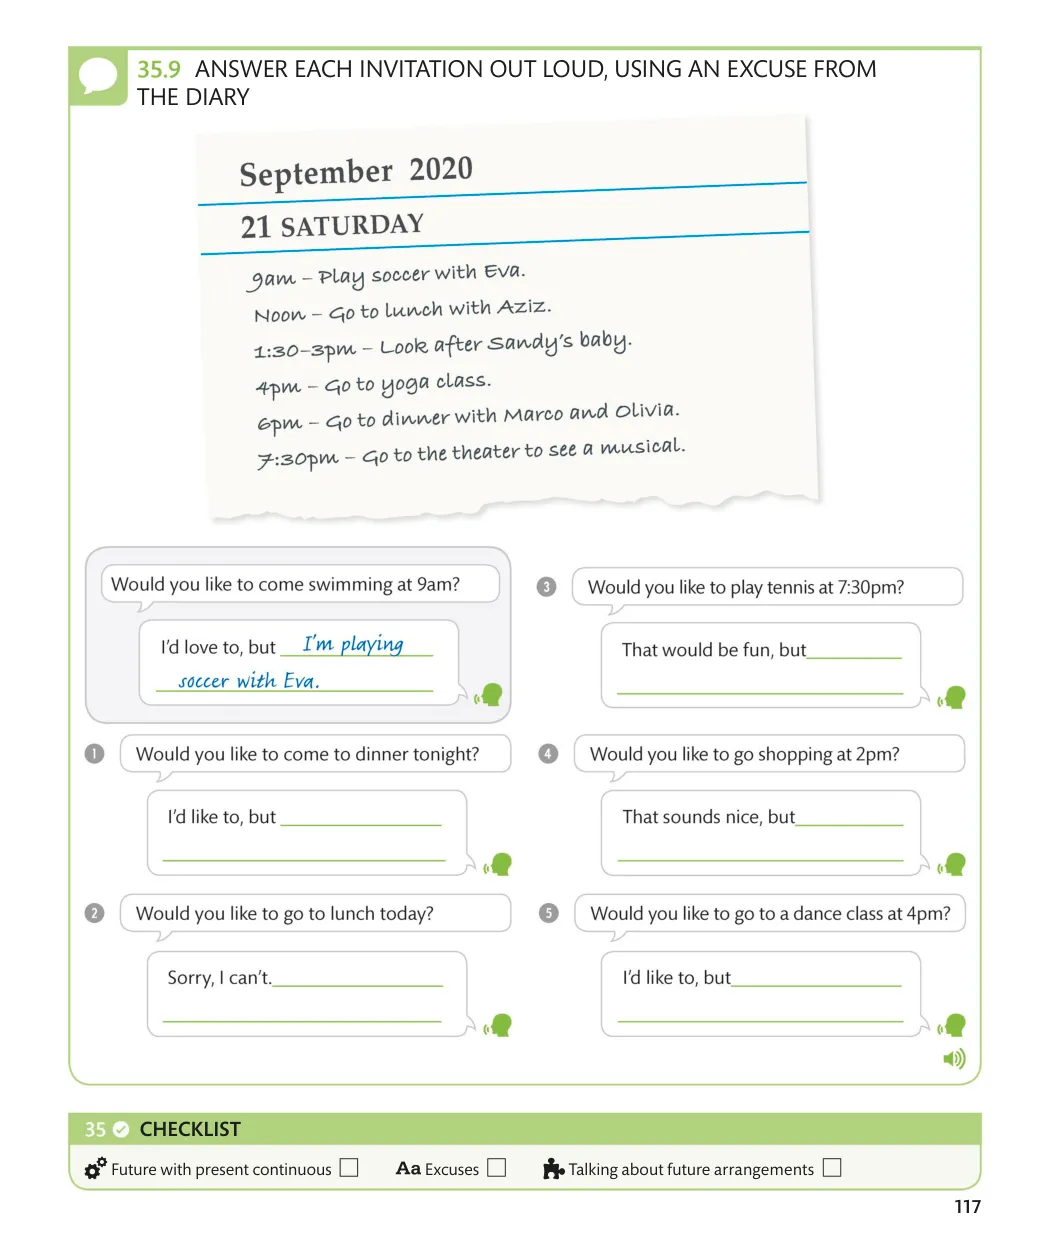 35.9 ANSWER EACH INVITATION OUT LOUD, USING AN EXCUSE FROM
THE DIARY
September 2020
21 SATURDAY
9am – Play soccer with Eva.
Noon – Go to lunch with Aziz.
1:30–3pm – Look after Sandy's baby.
4pm – Go to yoga class.
6pm – Go to dinner with Marco and Olivia.
7:30pm – Go to the theater to see a musical.
Would you like to come swimming at 9am?
I'd love to, but I'm playing
soccer with Eva.
1 Would you like to come to dinner tonight?
I'd like to, but
2 Would you like to go to lunch today?
Sorry, I can't.
3 Would you like to play tennis at 7:30pm?
That would be fun, but
4 Would you like to go shopping at 2pm?
That sounds nice, but
5 Would you like to go to a dance class at 4pm?
I'd like to, but
35 CHECKLIST
Future with present continuous Aa Excuses Talking about future arrangements
117